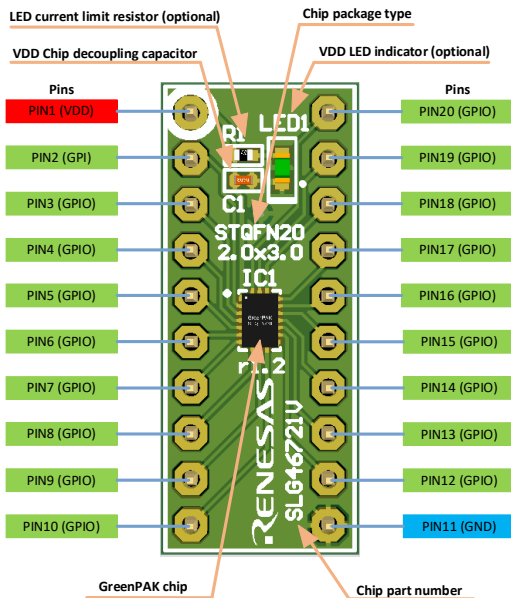 LED current limit resistor (optional)
Chip package type
VDD Chip decoupling capacitor
VDD LED indicator (optional)
Pins
Pins
PIN1 (VDD)
PIN20 (GPIO)
PIN2 (GPI)
PIN19 (GPIO)
PIN3 (GPIO)
PIN18 (GPIO)
PIN4 (GPIO)
PIN17 (GPIO)
PIN5 (GPIO)
PIN16 (GPIO)
PIN6 (GPIO)
PIN15 (GPIO)
PIN7 (GPIO)
PIN14 (GPIO)
PIN8 (GPIO)
PIN13 (GPIO)
PIN9 (GPIO)
PIN12 (GPIO)
PIN10 (GPIO)
PIN11 (GND)
R1
LED1
C1
STQFN20
2.0x3.0
IC1
GreenPAK
r1.2
RENESAS
SLG46721V
GreenPAK chip
Chip part number